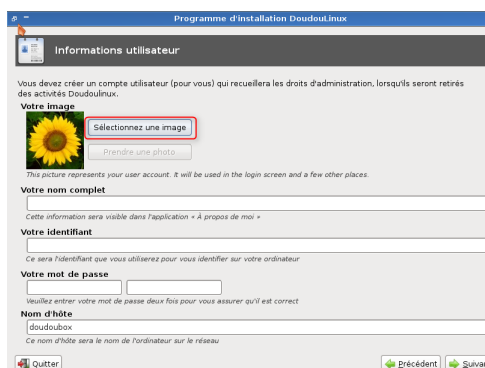 Programme d'installation DoudouLinux
Informations utilisateur
Vous devez créer un compte utilisateur (pour vous) qui recueillera les droits d'administration, lorsqu'ils seront retirés
des activités Doudoulinux.
Votre image
Sélectionnez une image
Prendre une photo
This picture represents your user account. It will be used in the login screen and a few other places.
Votre nom complet
Cette information sera visible dans l'application « À propos de moi »
Votre identifiant
Ce sera l'identifiant que vous utiliserez pour vous identifier sur votre ordinateur
Votre mot de passe
Veuillez entrer votre mot de passe deux fois pour vous assurer qu'il est correct
Nom d'hôte
doudoubox
Ce nom d'hôte sera le nom de l'ordinateur sur le réseau
Quitter
Précédent
Suivan